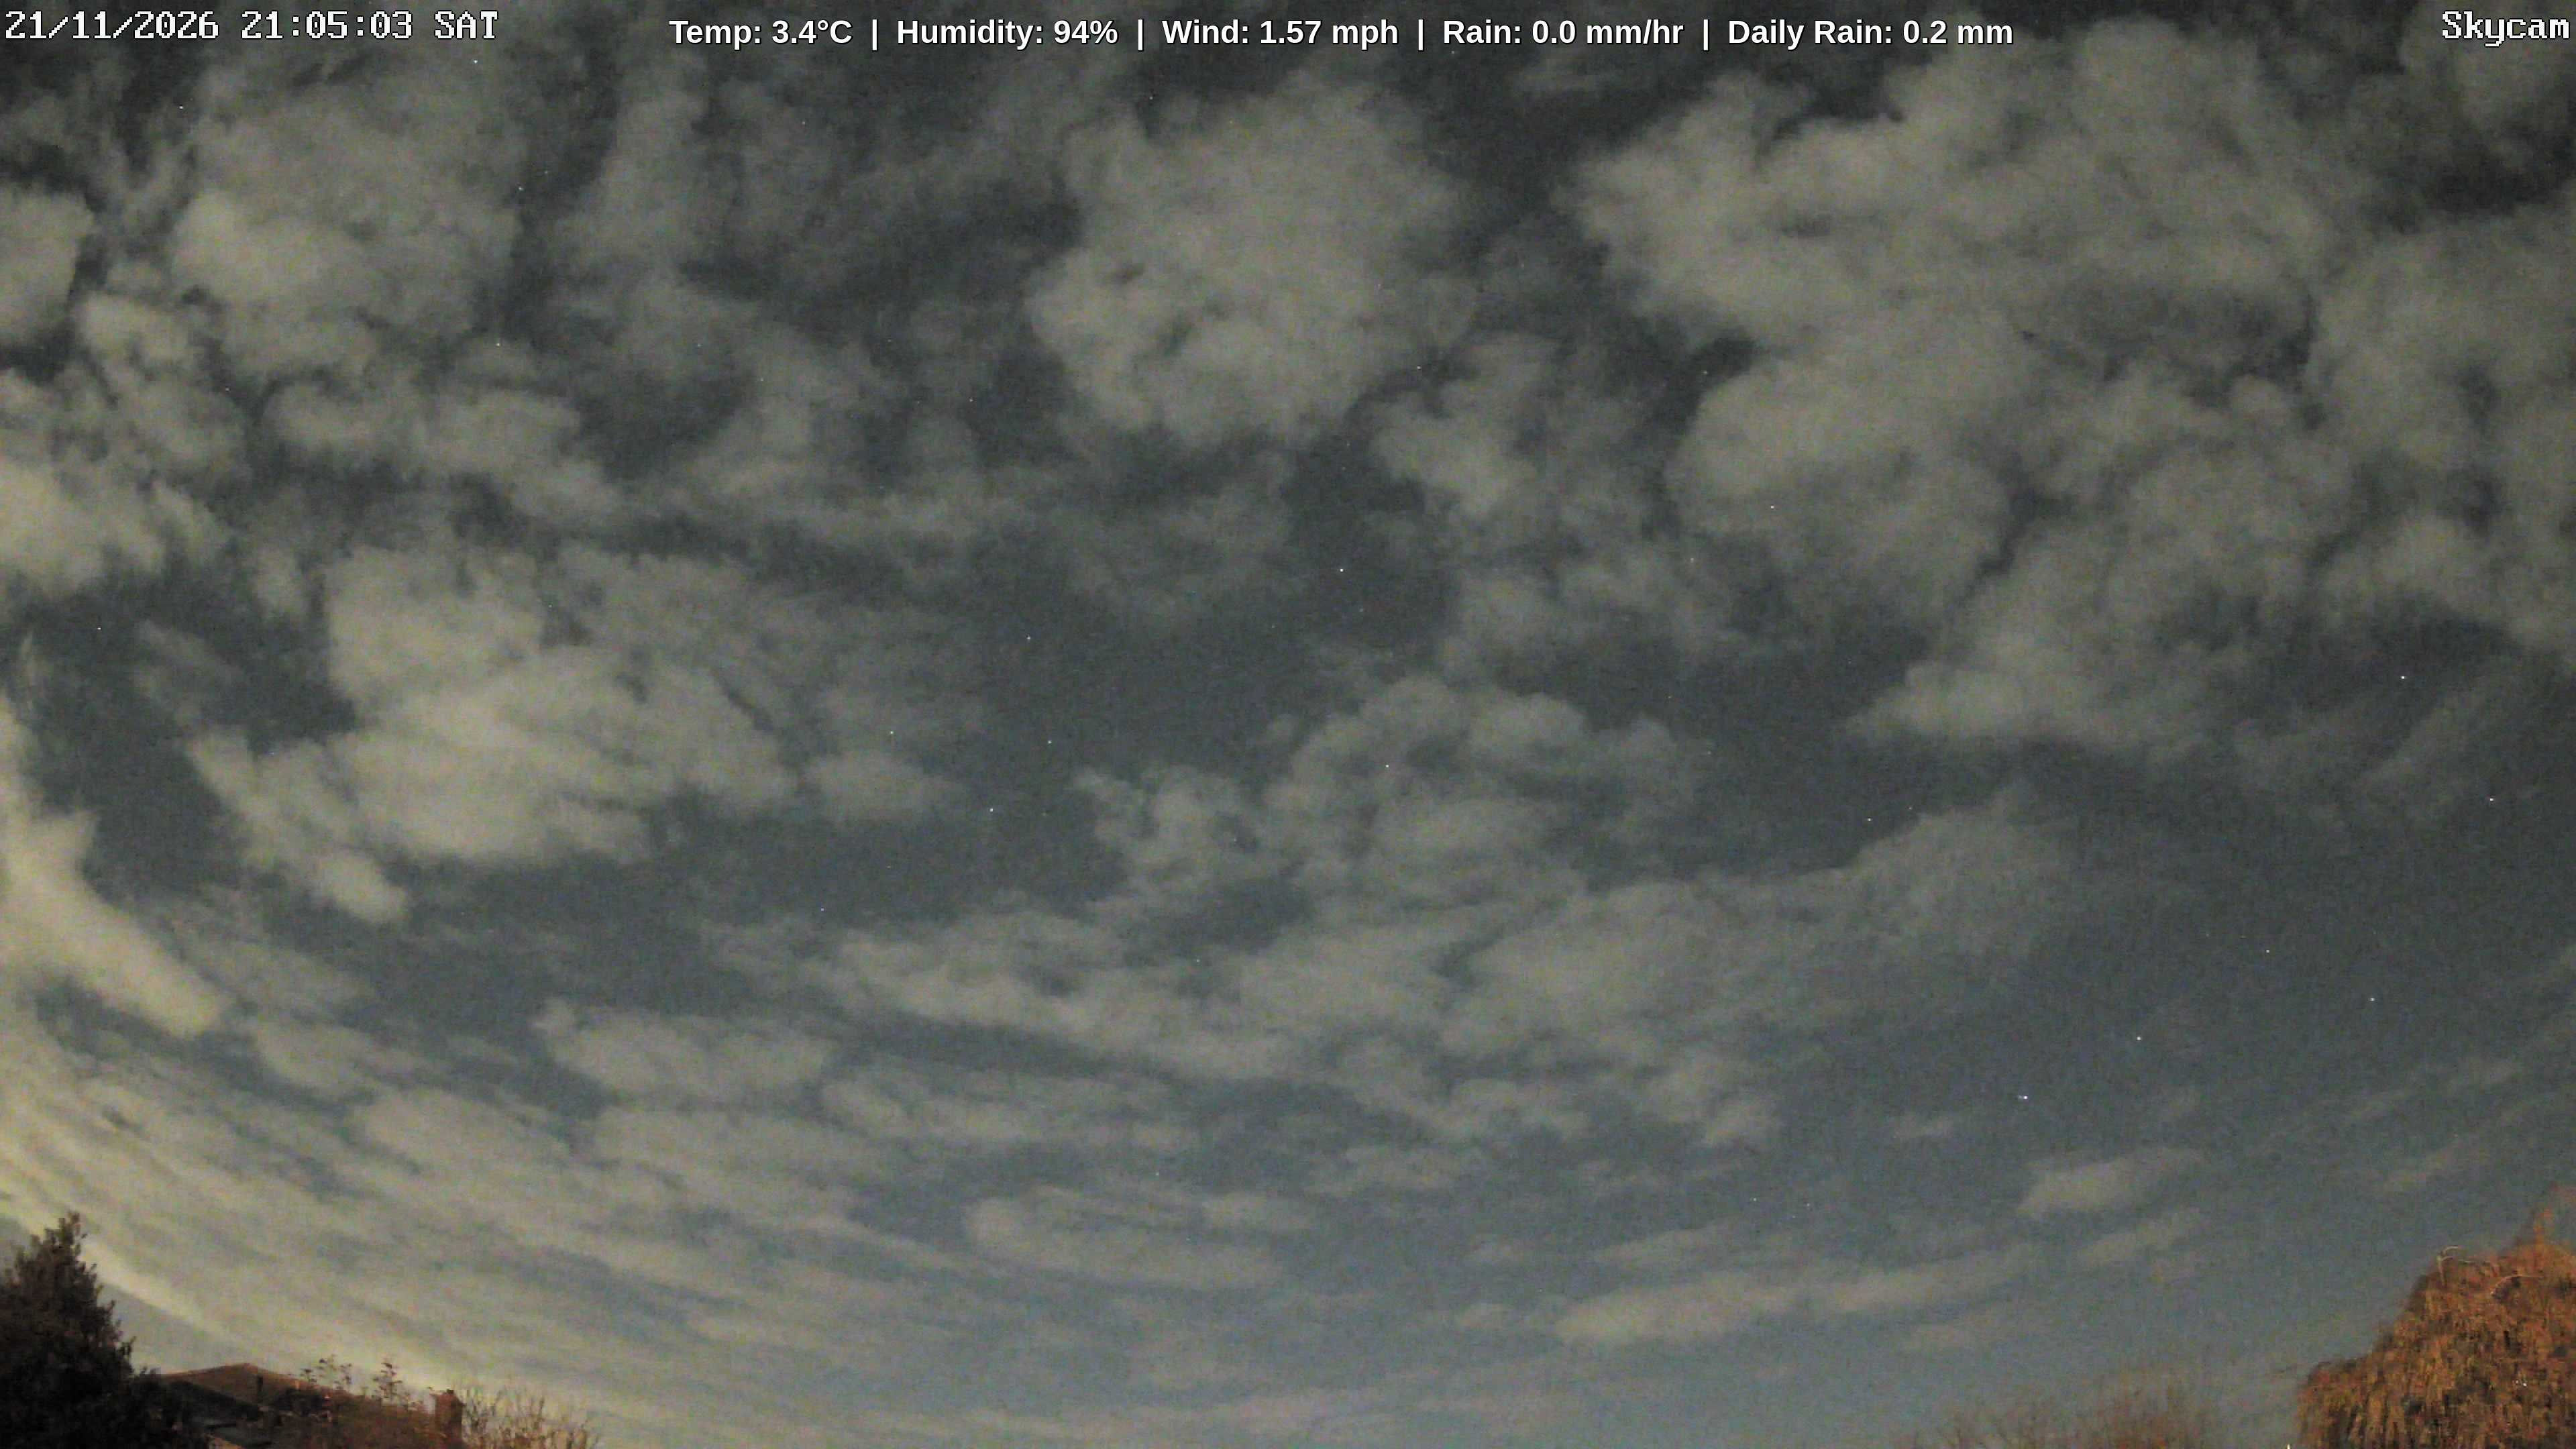 21/11/2026 21:05:03 SAT
Temp: 3.4°C | Humidity: 94% | Wind: 1.57 mph | Rain: 0.0 mm/hr | Daily Rain: 0.2 mm
Skycam